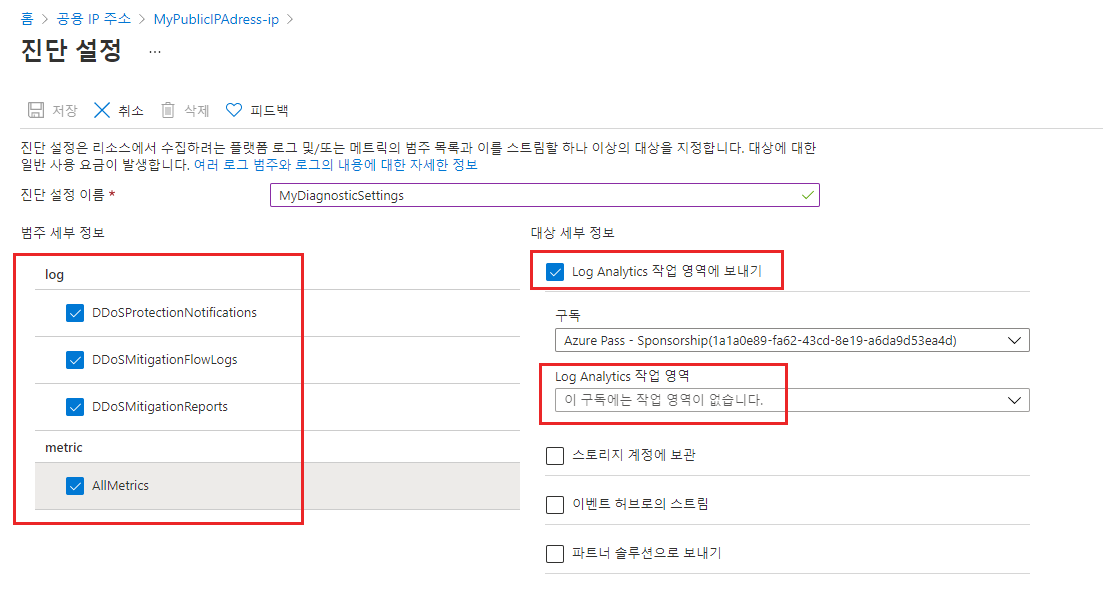 홈 > 공용 IP 주소 > MyPublicIPAdress-ip >
진단 설정 ...
저장 취소 삭제 피드백
진단 설정은 리소스에서 수집하려는 플랫폼 로그 및/또는 메트릭의 범주 목록과 이를 스트림할 하나 이상의 대상을 지정합니다. 대상에 대한
일반 사용 요금이 발생합니다. 여러 로그 범주와 로그의 내용에 대한 자세한 정보
진단 설정 이름 * MyDiagnosticSettings
범주 세부 정보
log
DDoSProtectionNotifications
DDoSMitigationFlowLogs
DDoSMitigationReports
metric
AllMetrics
대상 세부 정보
Log Analytics 작업 영역에 보내기
구독
Azure Pass - Sponsorship(1a1a0e89-fa62-43cd-8e19-a6da9d53ea4d)
Log Analytics 작업 영역
이 구독에는 작업 영역이 없습니다.
스토리지 계정에 보관
이벤트 허브로의 스트림
파트너 솔루션으로 보내기